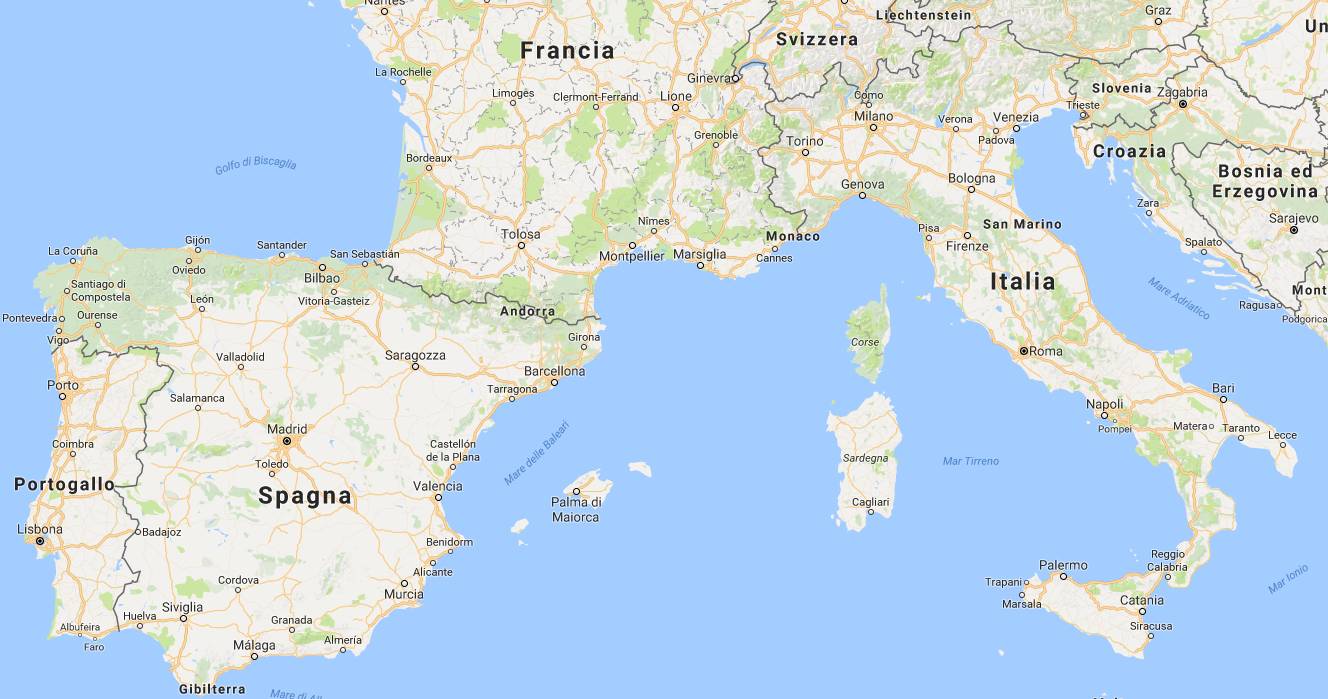 Nantes
Liechtenstein
Graz
Un
Svizzera
Francia
La Rochelle
Ginevra
Limoges
Clermont-Ferrand
Lione
Como
Slovenia
Zagabria
Trieste
Milano
Verona
Venezia
Padova
Torino
Grenoble
Croazia
Bordeaux
Golfo di Biscaglia
Bosnia ed
Erzegovina
Genova
Bologna
Zara
Sarajevo
Nîmes
San Marino
Pisa
Firenze
Monaco
Tolosa
Montpellier
Marsiglia
Cannes
Spalato
La Coruña
Gijón
Santander
San Sebastián
Oviedo
Bilbao
Santiago di
Compostela
León
Vitoria-Gasteiz
Italia
Mare Adriatico
Mont
Ragusa
Podgorica
Pontevedra
Ourense
Vigo
Andorra
Girona
Corse
Roma
Valladolid
Saragozza
Barcellona
Tarragona
Porto
Salamanca
Bari
Napoli
Pompei
Matera
Taranto
Lecce
Madrid
Coimbra
Castellón
de la Plana
Mare delle Baleari
Toledo
Sardegna
Mar Tirreno
Portogallo
Spagna
Valencia
Palma di
Maiorca
Cagliari
Lisbona
Badajoz
Benidorm
Alicante
Reggio
Calabria
Palermo
Trapani
Marsala
Mar Ionio
Cordova
Murcia
Catania
Siracusa
Siviglia
Huelva
Granada
Albufeira
Faro
Málaga
Almería
Gibilterra
Mare di Al